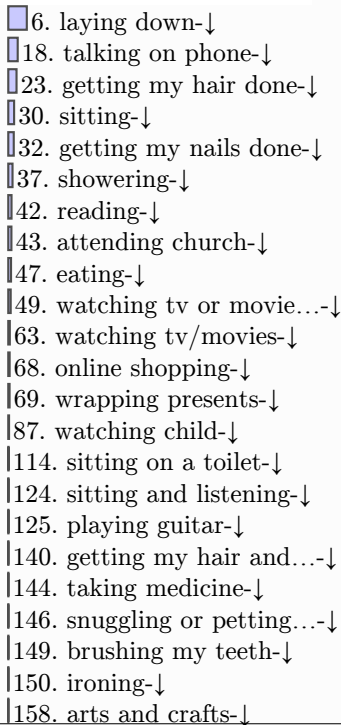 6. laying down-↓
18. talking on phone-↓
23. getting my hair done-↓
30. sitting-↓
32. getting my nails done-↓
37. showering-↓
42. reading-↓
43. attending church-↓
47. eating-↓
49. watching tv or movie…-↓
63. watching tv/movies-↓
68. online shopping-↓
69. wrapping presents-↓
87. watching child-↓
114. sitting on a toilet-↓
124. sitting and listening-↓
125. playing guitar-↓
140. getting my hair and…-↓
144. taking medicine-↓
146. snuggling or petting…-↓
149. brushing my teeth-↓
150. ironing-↓
158. arts and crafts-↓